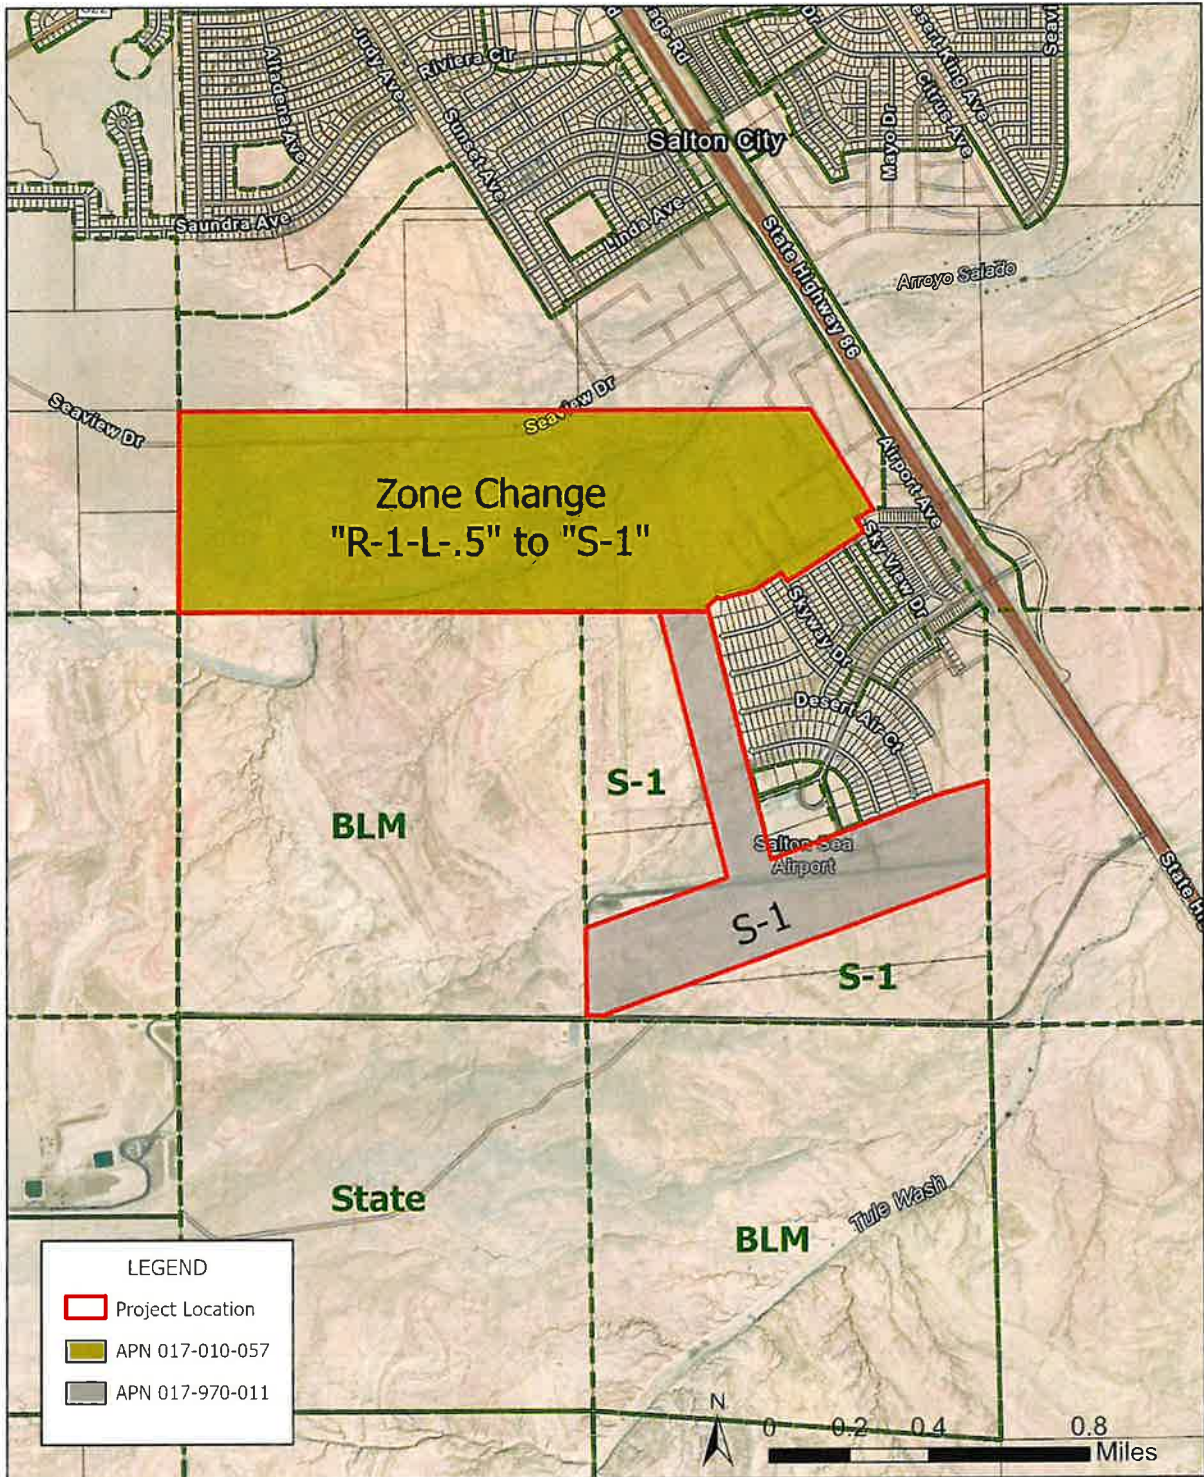 Alladena Ave
Judy Ave
Riviera Cir
Sunset Ave
Saundra Ave
Linda Ave
Salton City
Mayo Dr
Citrus Ave
State Highway 86
Arroyo Salado
Seaview Dr
Seaview Dr
Airport Ave
Zone Change
"R-1-L-.5" to "S-1"
Sky View Dr
Skyway Dr
Desert Air Ct
S-1
BLM
Salton Sea
Airport
S-1
S-1
State
BLM
Tule Wash
LEGEND
Project Location
APN 017-010-057
APN 017-970-011
N
0 0.2 0.4 0.8
Miles